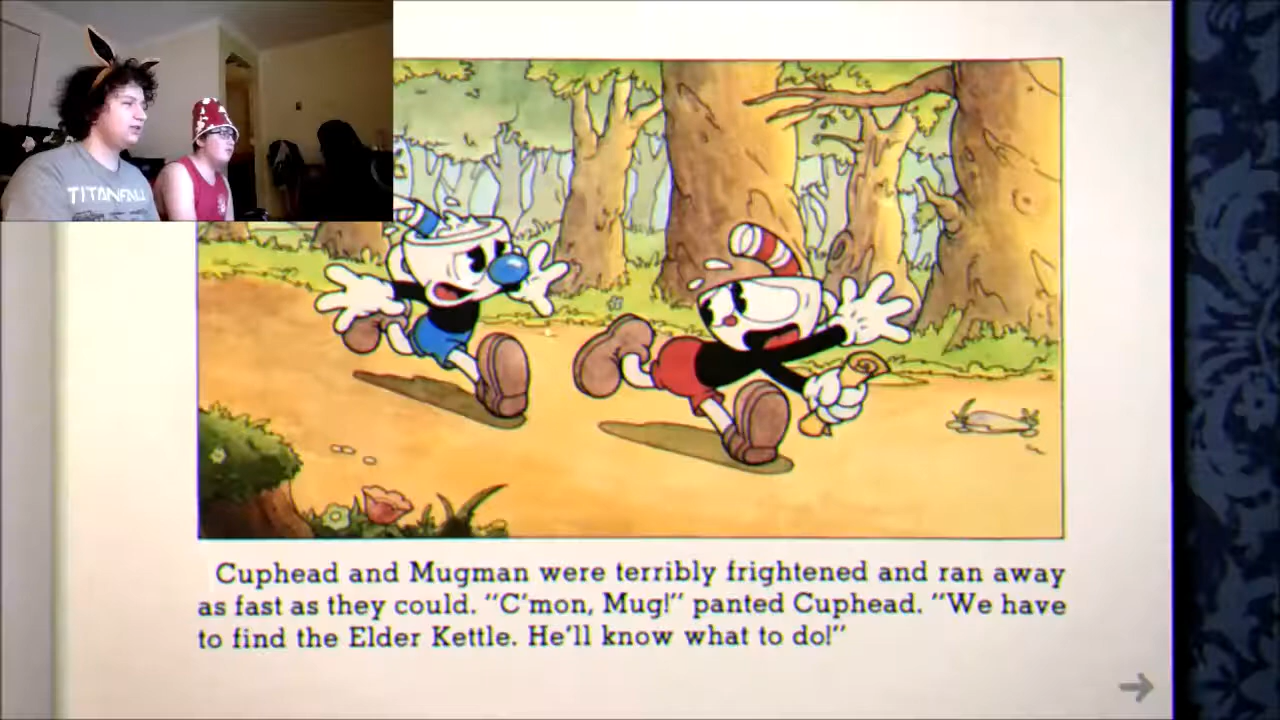 TITANFALL
Cuphead and Mugman were terribly frightened and ran away
as fast as they could. "C'mon, Mug!" panted Cuphead. "We have
to find the Elder Kettle. He'll know what to do!"